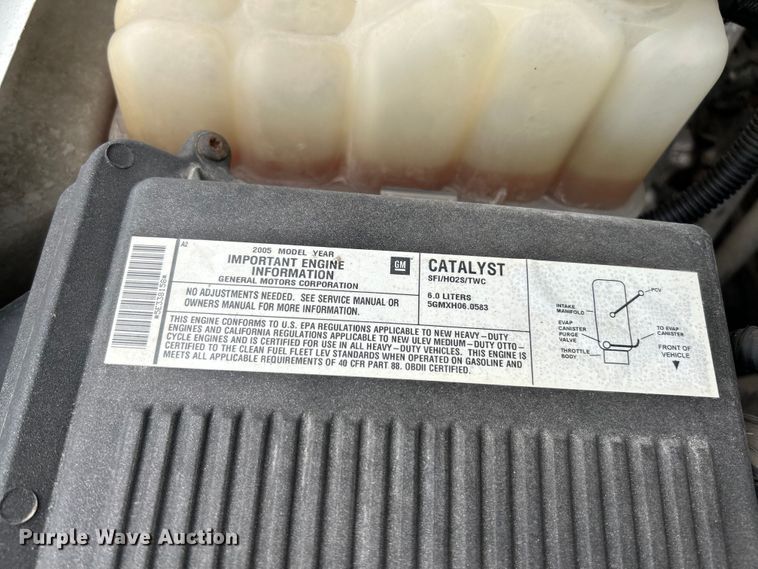 *5E33815B*
A2
2005 MODEL YEAR
IMPORTANT ENGINE
INFORMATION
GENERAL MOTORS CORPORATION
GM
NO ADJUSTMENTS NEEDED. SEE SERVICE MANUAL OR
OWNERS MANUAL FOR MORE INFORMATION.
CATALYST
SFI/HO2S/TWC
6.0 LITERS
5GMXH06.0583
THIS ENGINE CONFORMS TO U.S. EPA REGULATIONS APPLICABLE TO NEW HEAVY-DUTY
ENGINES AND CALIFORNIA REGULATIONS APPLICABLE TO NEW ULEV MEDIUM-DUTY OTTO-
CYCLE ENGINES AND IS CERTIFIED FOR USE IN ALL HEAVY-DUTY VEHICLES. THIS ENGINE IS
CERTIFIED TO THE CLEAN FUEL FLEET LEV STANDARDS WHEN OPERATED ON GASOLINE AND
MEETS ALL APPLICABLE REQUIREMENTS OF 40 CFR PART 88. OBDII CERTIFIED.
PCV
INTAKE
MANIFOLD
EVAP
CANISTER
PURGE
VALVE
THROTTLE
BODY
TO EVAP
CANISTER
FRONT OF
VEHICLE
Purple Wave Auction